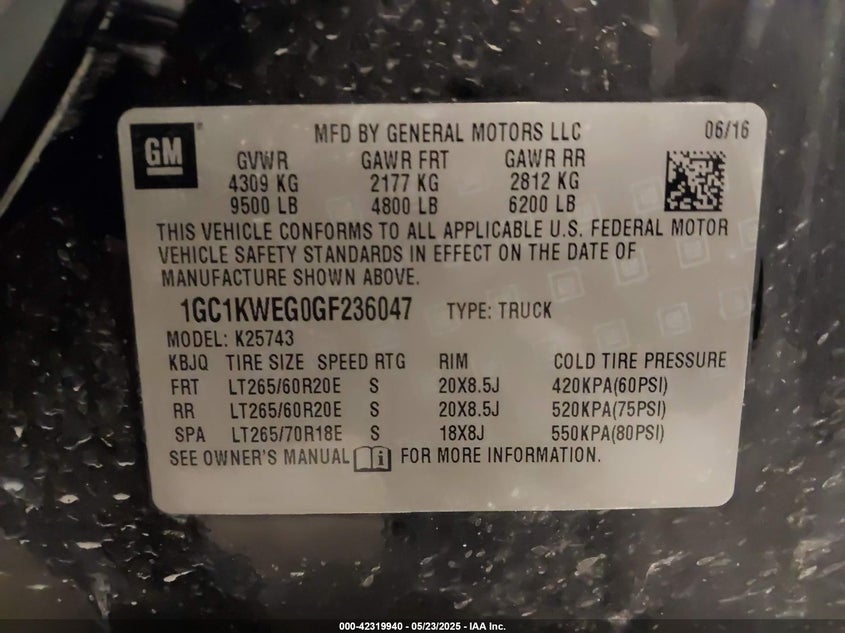 GM
MFD BY GENERAL MOTORS LLC 06/16
GVWR GAWR FRT GAWR RR
4309 KG 2177 KG 2812 KG
9500 LB 4800 LB 6200 LB
THIS VEHICLE CONFORMS TO ALL APPLICABLE U.S. FEDERAL MOTOR
VEHICLE SAFETY STANDARDS IN EFFECT ON THE DATE OF
MANUFACTURE SHOWN ABOVE.
1GC1KWEG0GF236047 TYPE: TRUCK
MODEL: K25743
KBJQ TIRE SIZE SPEED RTG RIM COLD TIRE PRESSURE
FRT LT265/60R20E S 20X8.5J 420KPA(60PSI)
RR LT265/60R20E S 20X8.5J 520KPA(75PSI)
SPA LT265/70R18E S 18X8J 550KPA(80PSI)
SEE OWNER'S MANUAL i FOR MORE INFORMATION.
000-42319940 - 05/23/2025 - IAA Inc.